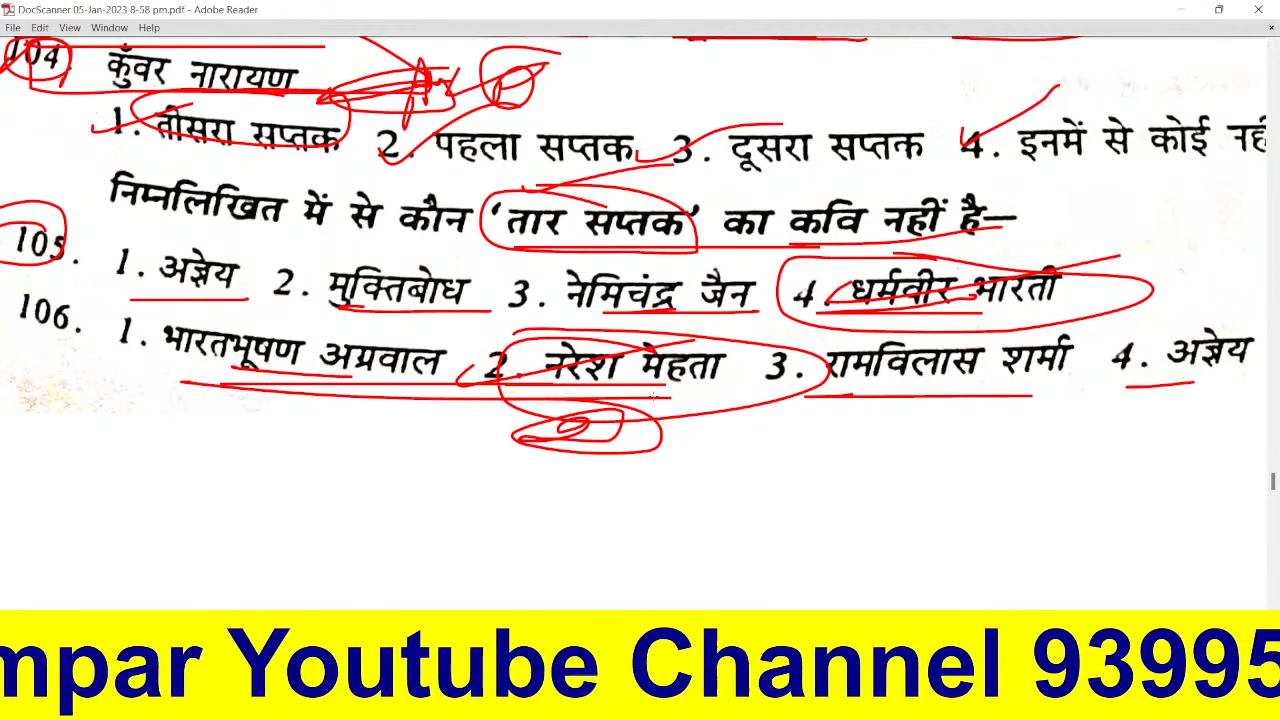 DocScanner 05-Jan-2023 8-58 pm.pdf - Adobe Reader
File Edit View Window Help
104. कुँवर नारायण
1. तीसरा सप्तक 2. पहला सप्तक 3. दूसरा सप्तक 4. इनमें से कोई नही
निम्नलिखित में से कौन ‘तार सप्तक’ का कवि नहीं है—
105. 1. अज्ञेय 2. मुक्तिबोध 3. नेमिचंद्र जैन 4. धर्मवीर भारती
106. 1. भारतभूषण अग्रवाल 2. नरेश मेहता 3. रामविलास शर्मा 4. अज्ञेय
mpar Youtube Channel 93995